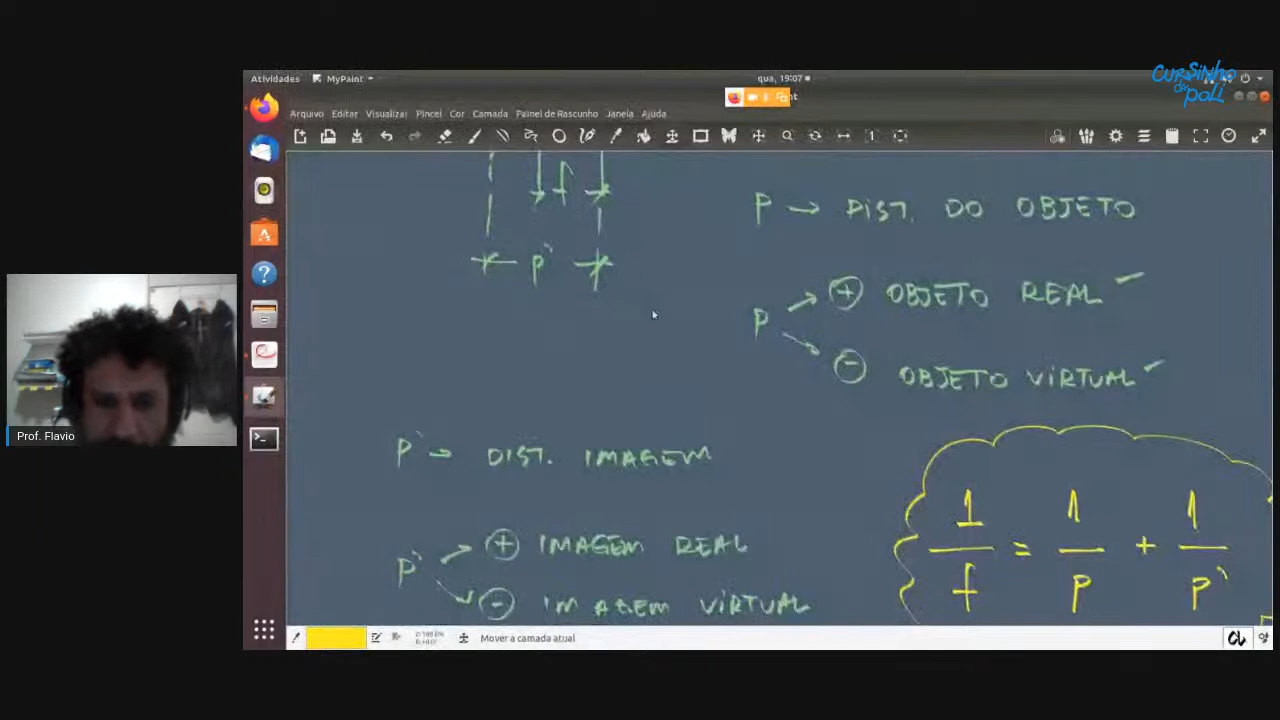 CURSINHO
da
POLI
Atividades MyPaint qua, 19:07
Arquivo Editar Visualizar Pincel Cor Camada Painel de Rascunho Janela Ajuda
f
p'
P → DIST. DO OBJETO
P
+ OBJETO REAL
- OBJETO VIRTUAL
Prof. Flavio
P' → DIST. IMAGEM
P'
+ IMAGEM REAL
- IMAGEM VIRTUAL
1/f = 1/p + 1/p'
Mover a camada atual